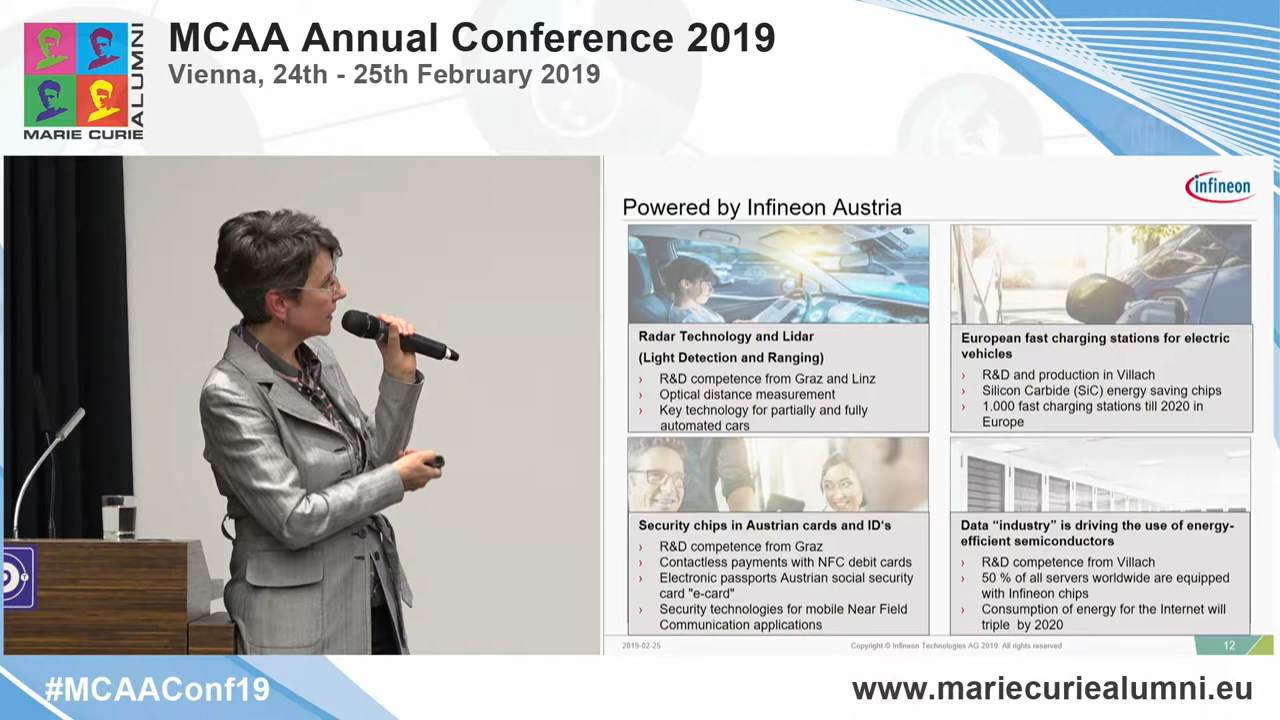 MCAA Annual Conference 2019
Vienna, 24th - 25th February 2019
MARIE CURIE
ALUMNI
infineon
Powered by Infineon Austria
Radar Technology and Lidar
(Light Detection and Ranging)
› R&D competence from Graz and Linz
› Optical distance measurement
› Key technology for partially and fully
automated cars
European fast charging stations for electric
vehicles
› R&D and production in Villach
› Silicon Carbide (SiC) energy saving chips
› 1.000 fast charging stations till 2020 in
Europe
Security chips in Austrian cards and ID‘s
› R&D competence from Graz
› Contactless payments with NFC debit cards
› Electronic passports Austrian social security
card "e-card"
› Security technologies for mobile Near Field
Communication applications
Data “industry” is driving the use of energy-
efficient semiconductors
› R&D competence from Villach
› 50 % of all servers worldwide are equipped
with Infineon chips
› Consumption of energy for the Internet will
triple by 2020
2019-02-25
Copyright © Infineon Technologies AG 2019. All rights reserved
12
#MCAAConf19
www.mariecuriealumni.eu